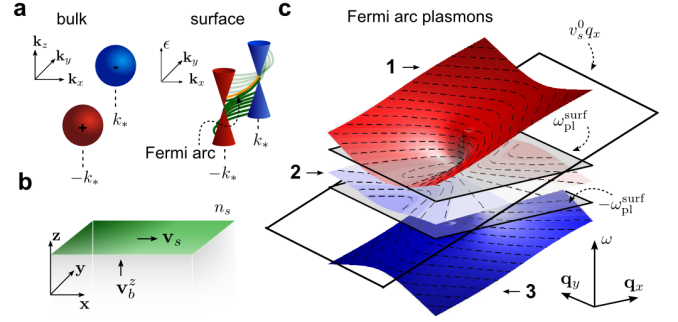 a
bulk
surface
k_z
k_y
k_x
-
+
k_*
-k_*
ϵ
k_y
k_x
Fermi arc
k_*
-k_*
b
n_s
z
y
x
v_s
v_b^z
c
Fermi arc plasmons
1
v_s^0 q_x
ω_pl^surf
2
-ω_pl^surf
3
ω
q_y
q_x